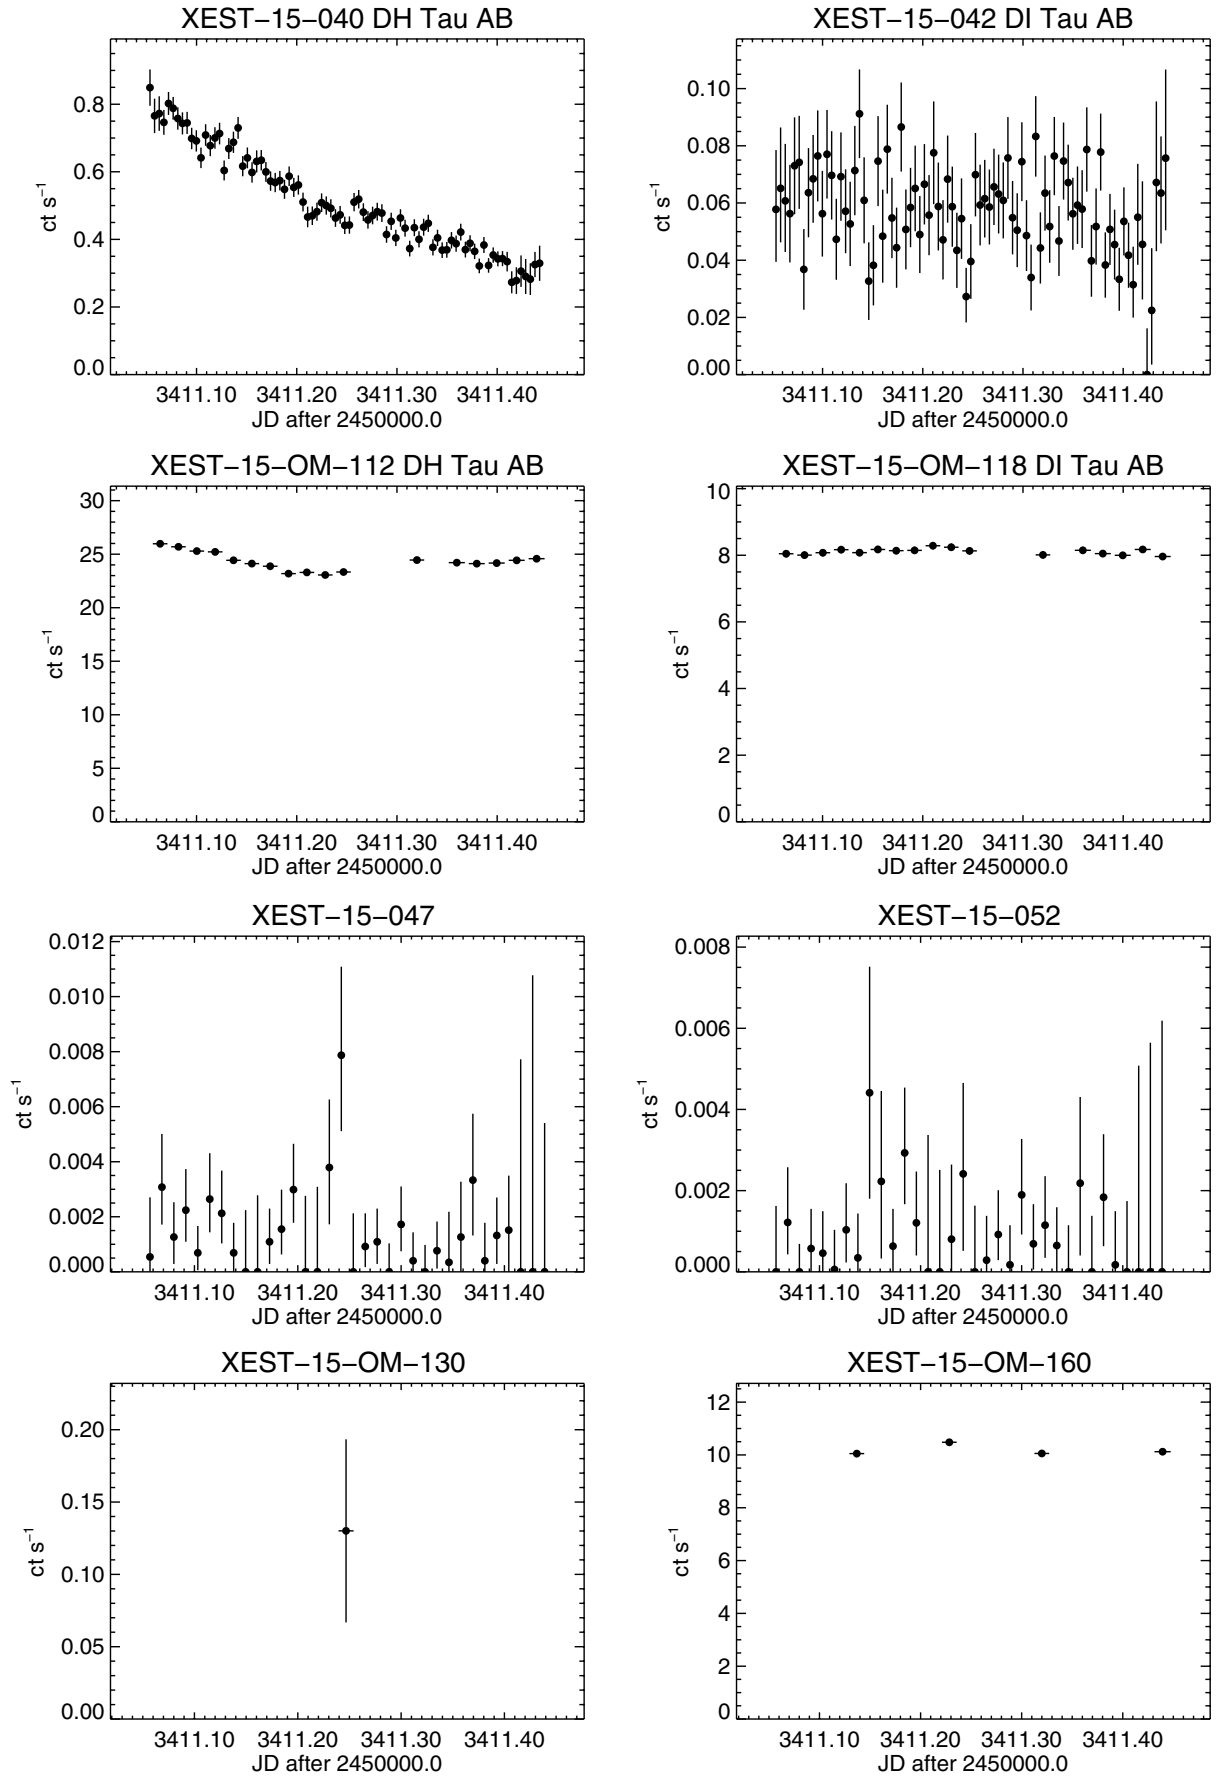 XEST−15−040 DH Tau AB
0.8
0.6
0.4
0.2
0.0
ct s−1
3411.10 3411.20 3411.30 3411.40
JD after 2450000.0
XEST−15−042 DI Tau AB
0.10
0.08
0.06
0.04
0.02
0.00
ct s−1
3411.10 3411.20 3411.30 3411.40
JD after 2450000.0
XEST−15−OM−112 DH Tau AB
30
25
20
15
10
5
0
ct s−1
3411.10 3411.20 3411.30 3411.40
JD after 2450000.0
XEST−15−OM−118 DI Tau AB
10
8
6
4
2
0
ct s−1
3411.10 3411.20 3411.30 3411.40
JD after 2450000.0
XEST−15−047
0.012
0.010
0.008
0.006
0.004
0.002
0.000
ct s−1
3411.10 3411.20 3411.30 3411.40
JD after 2450000.0
XEST−15−052
0.008
0.006
0.004
0.002
0.000
ct s−1
3411.10 3411.20 3411.30 3411.40
JD after 2450000.0
XEST−15−OM−130
0.20
0.15
0.10
0.05
0.00
ct s−1
3411.10 3411.20 3411.30 3411.40
JD after 2450000.0
XEST−15−OM−160
12
10
8
6
4
2
0
ct s−1
3411.10 3411.20 3411.30 3411.40
JD after 2450000.0